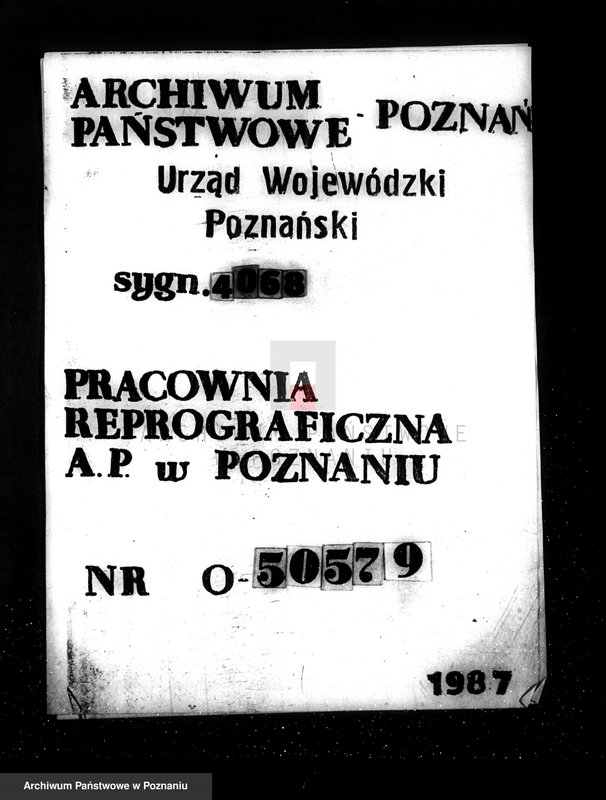 ARCHIWUM
PAŃSTWOWE - POZNAŃ
Urząd Wojewódzki
Poznański
sygn. 4068
PRACOWNIA
REPROGRAFICZNA
A.P. w POZNANIU
NR O-50579
1987
Archiwum Państwowe w Poznaniu